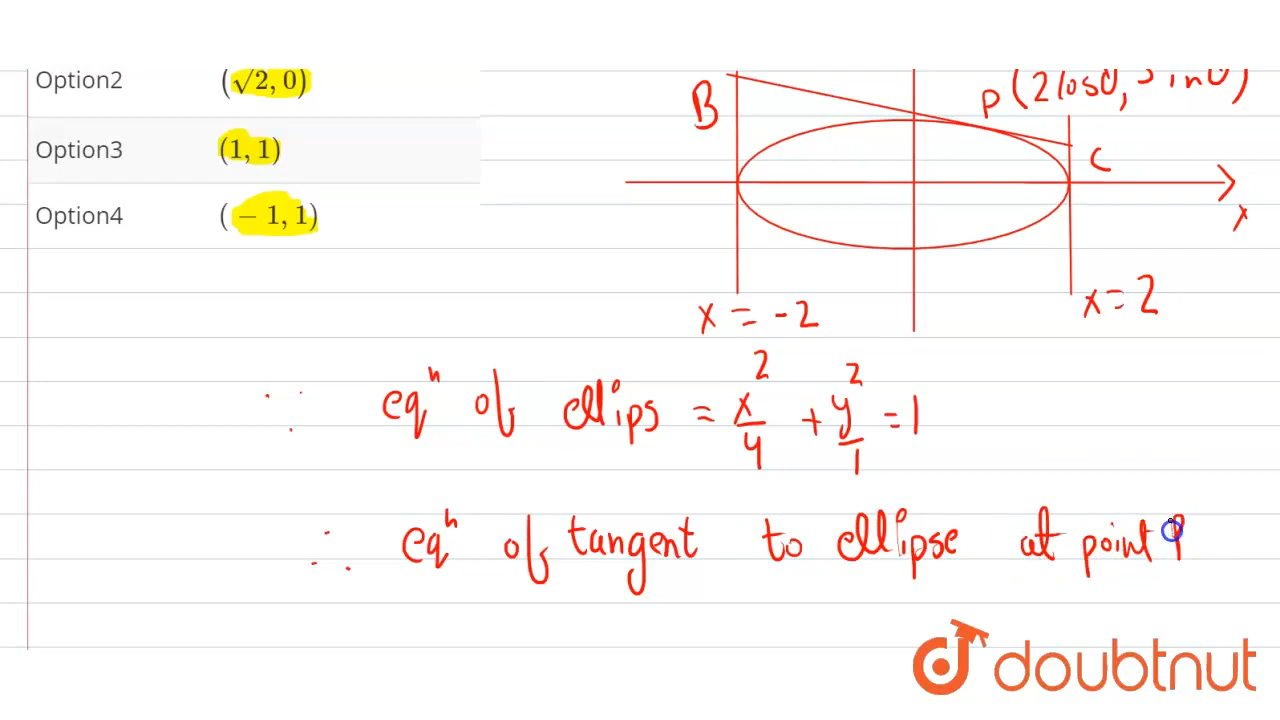 Option2 (√2, 0)
Option3 (1, 1)
Option4 (−1, 1)
B
P (2cosθ, sinθ)
C
x
x = -2
x = 2
∵ eqⁿ of ellips = x²/4 + y²/1 = 1
∴ eqⁿ of tangent to ellipse at point P
doubtnut